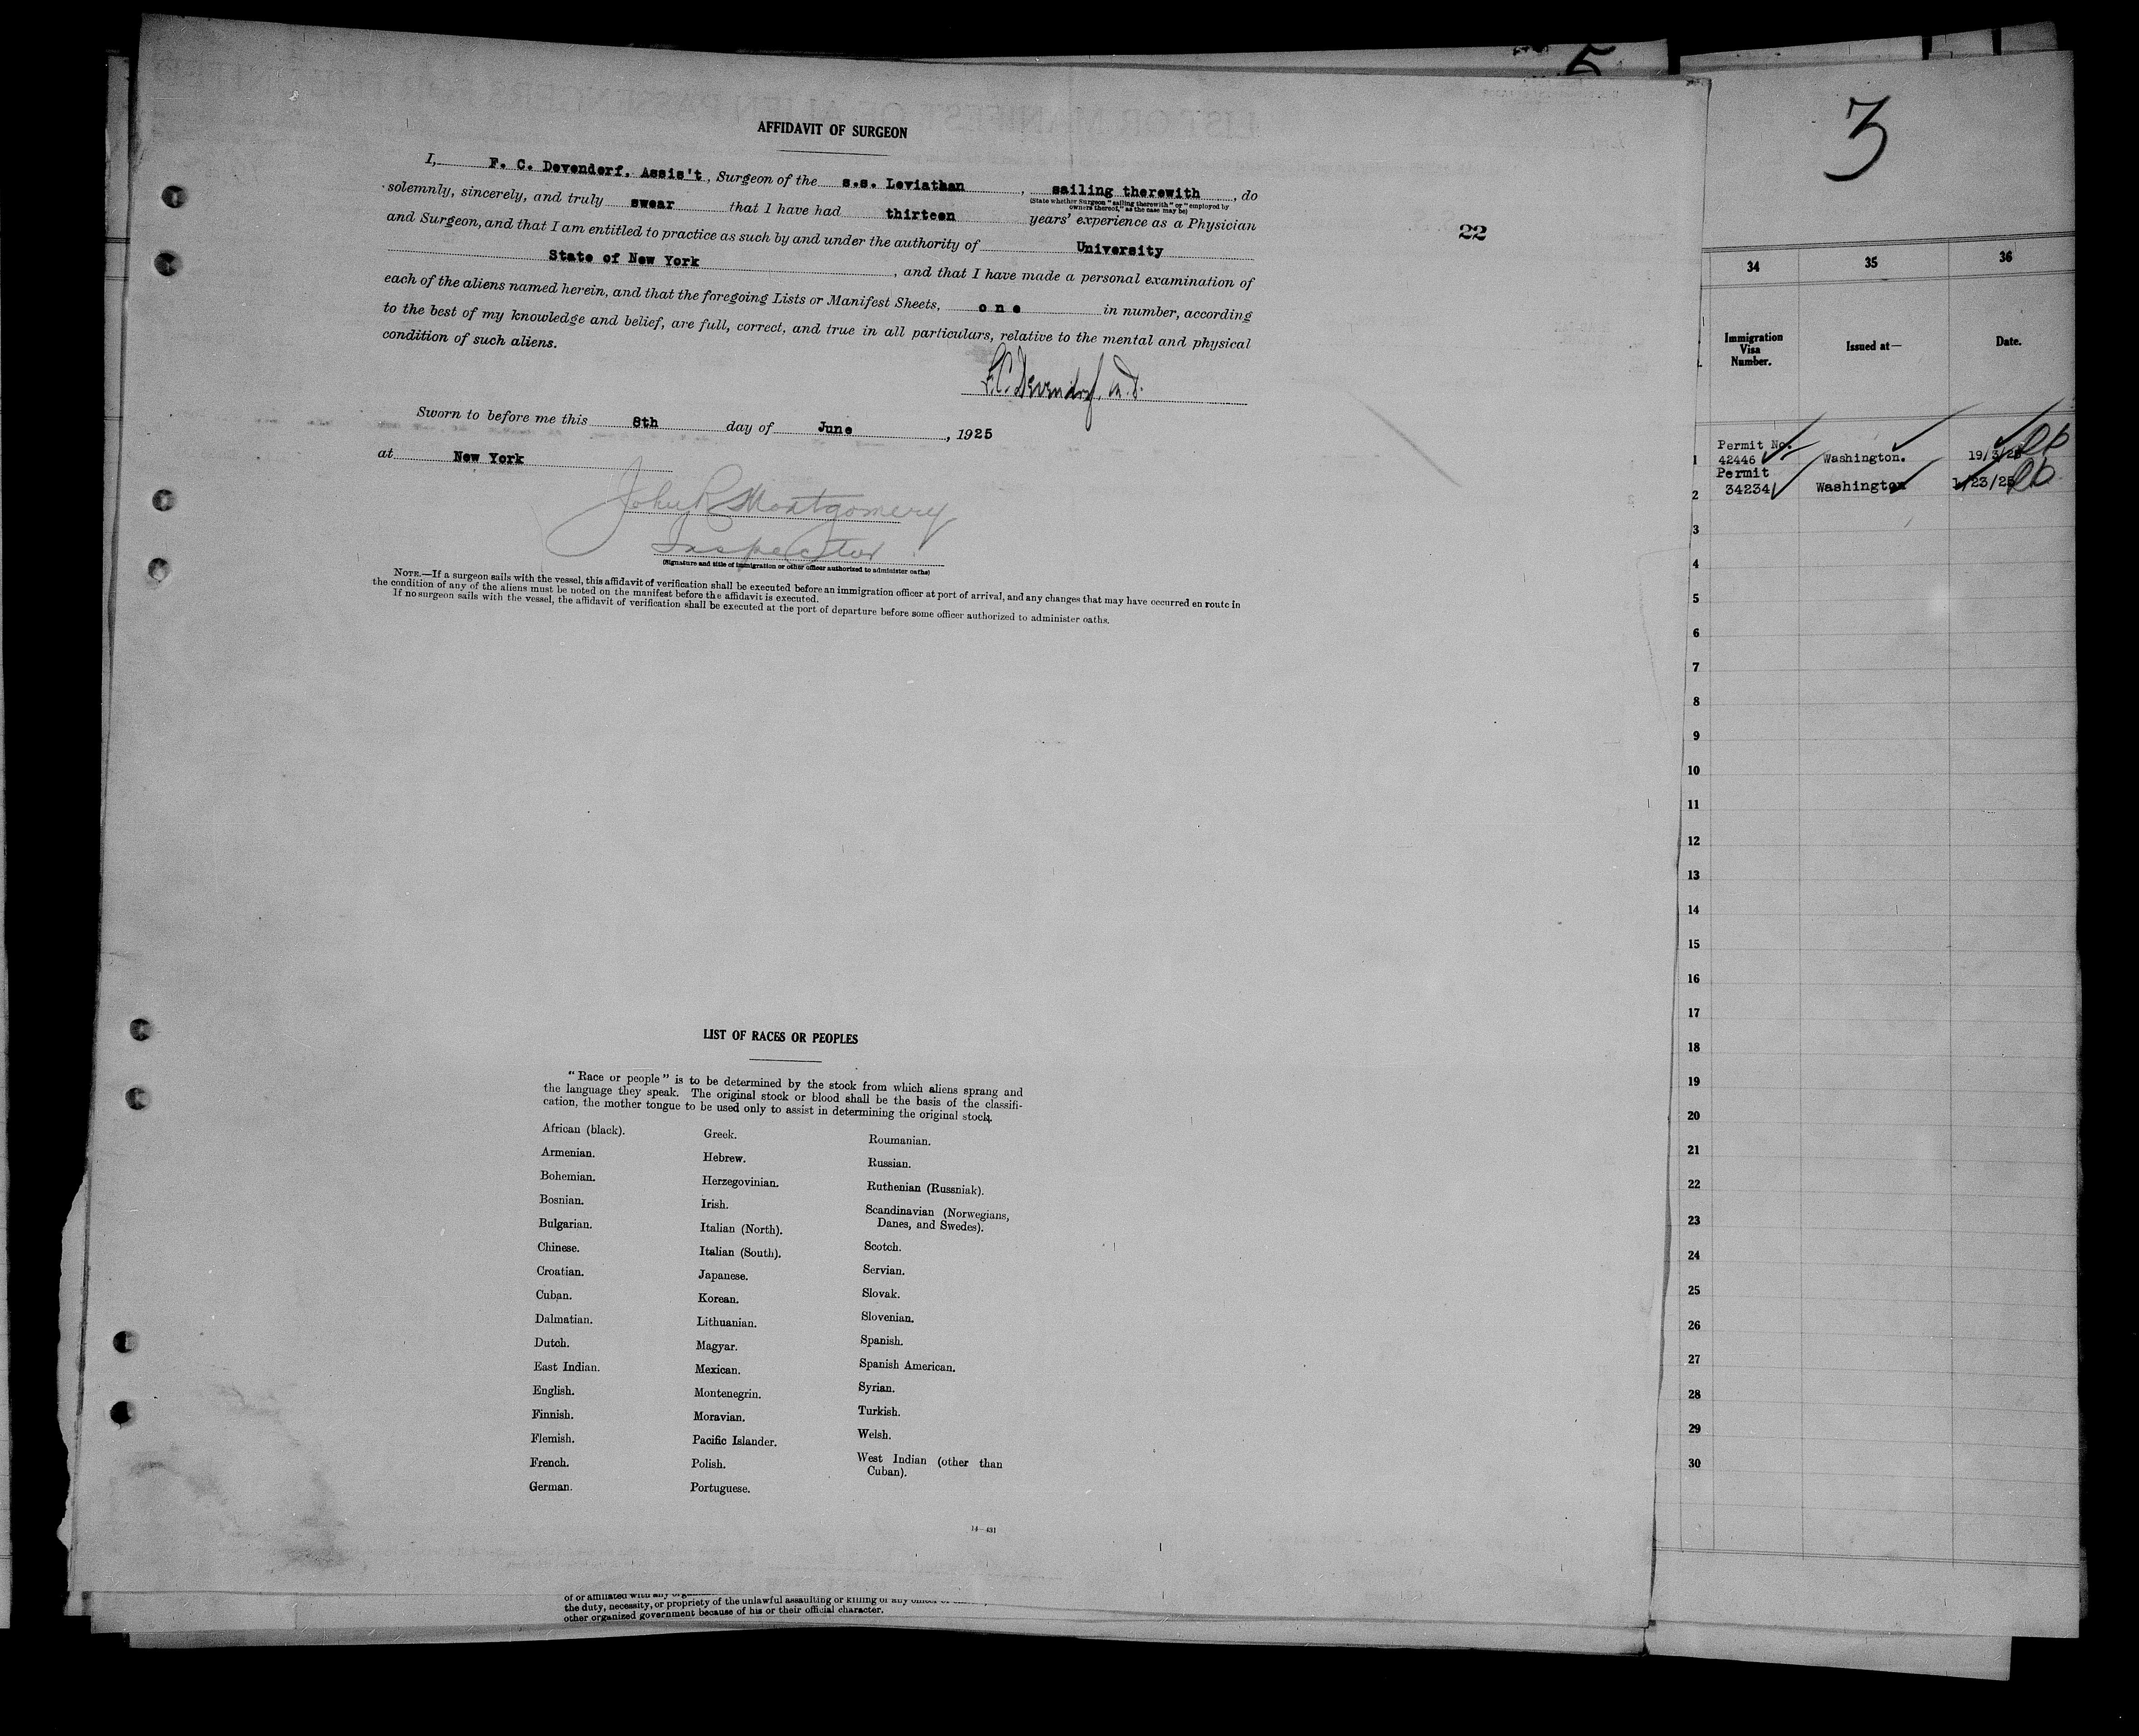 AFFIDAVIT OF SURGEON
I, F. C. Devendorf, Assis't, Surgeon of the s.s. Leviathan, sailing therewith, do
(State whether Surgeon "sailing therewith" or "employed by
owners thereof," as the case may be)
solemnly, sincerely, and truly swear that I have had thirteen years' experience as a Physician
and Surgeon, and that I am entitled to practice as such by and under the authority of University
State of New York, and that I have made a personal examination of
each of the aliens named herein, and that the foregoing Lists or Manifest Sheets, one in number, according
to the best of my knowledge and belief, are full, correct, and true in all particulars, relative to the mental and physical
condition of such aliens.
F.C. Devendorf. M.D.
Sworn to before me this 8th day of June, 1925
at New York
John R Montgomery
Inspector
(Signature and title of immigration or other officer authorized to administer oaths)
NOTE.—If a surgeon sails with the vessel, this affidavit of verification shall be executed before an immigration officer at port of arrival, and any changes that may have occurred en route in
the condition of any of the aliens must be noted on the manifest before the affidavit is executed.
If no surgeon sails with the vessel, the affidavit of verification shall be executed at the port of departure before some officer authorized to administer oaths.
22
LIST OF RACES OR PEOPLES
"Race or people" is to be determined by the stock from which aliens sprang and
the language they speak. The original stock or blood shall be the basis of the classifi-
cation, the mother tongue to be used only to assist in determining the original stock.
African (black).
Armenian.
Bohemian.
Bosnian.
Bulgarian.
Chinese.
Croatian.
Cuban.
Dalmatian.
Dutch.
East Indian.
English.
Finnish.
Flemish.
French.
German.
Greek.
Hebrew.
Herzegovinian.
Irish.
Italian (North).
Italian (South).
Japanese.
Korean.
Lithuanian.
Magyar.
Mexican.
Montenegrin.
Moravian.
Pacific Islander.
Polish.
Portuguese.
Roumanian.
Russian.
Ruthenian (Russniak).
Scandinavian (Norwegians,
Danes, and Swedes).
Scotch.
Servian.
Slovak.
Slovenian.
Spanish.
Spanish American.
Syrian.
Turkish.
Welsh.
West Indian (other than
Cuban).
14—431
the duty, necessity, or propriety of the unlawful assaulting or killing of any
other organized government because of his or their official character.
5
3
34 35 36
Immigration
Visa
Number.
Issued at—
Date.
Permit No.
1 42446 Washington. 19/3/25
Permit
2 34234 Washington 1/23/25
3
4
5
6
7
8
9
10
11
12
13
14
15
16
17
18
19
20
21
22
23
24
25
26
27
28
29
30